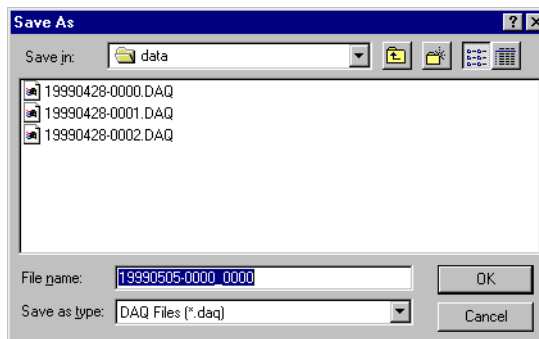 Save As
Save in: data
19990428-0000.DAQ
19990428-0001.DAQ
19990428-0002.DAQ
File name: 19990505-0000_0000 OK
Save as type: DAQ Files (*.daq) Cancel